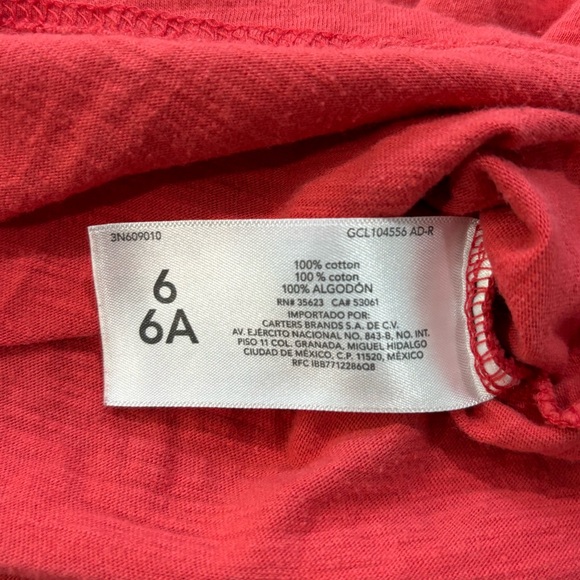 3N609010
GCL104556 AD-R
6
6A
100% cotton
100 % coton
100% ALGODÓN
RN# 35623 CA# 53061
IMPORTADO POR:
CARTERS BRANDS S.A. DE C.V.
AV. EJÉRCITO NACIONAL NO. 843-B, NO. INT.
PISO 11 COL. GRANADA, MIGUEL HIDALGO
CIUDAD DE MÉXICO, C.P. 11520, MÉXICO
RFC IBB7712286Q8